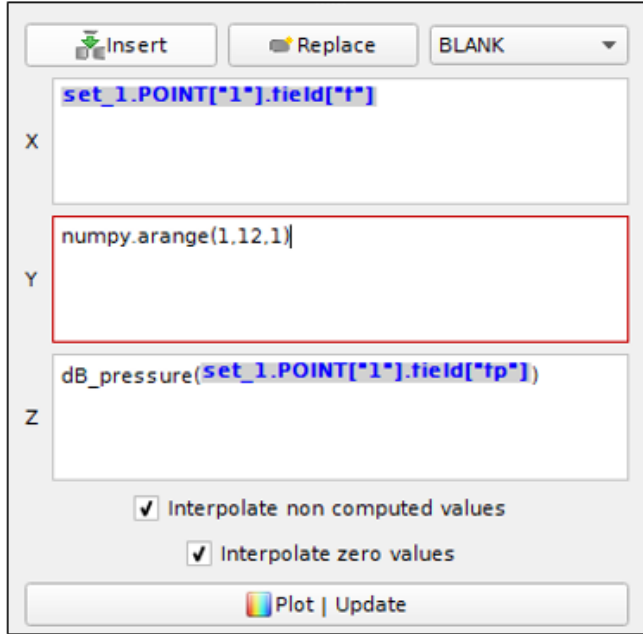 Insert
Replace
BLANK
X
set_1.POINT["1"].field["f"]
Y
numpy.arange(1,12,1)
Z
dB_pressure(set_1.POINT["1"].field["fp"])
Interpolate non computed values
Interpolate zero values
Plot | Update